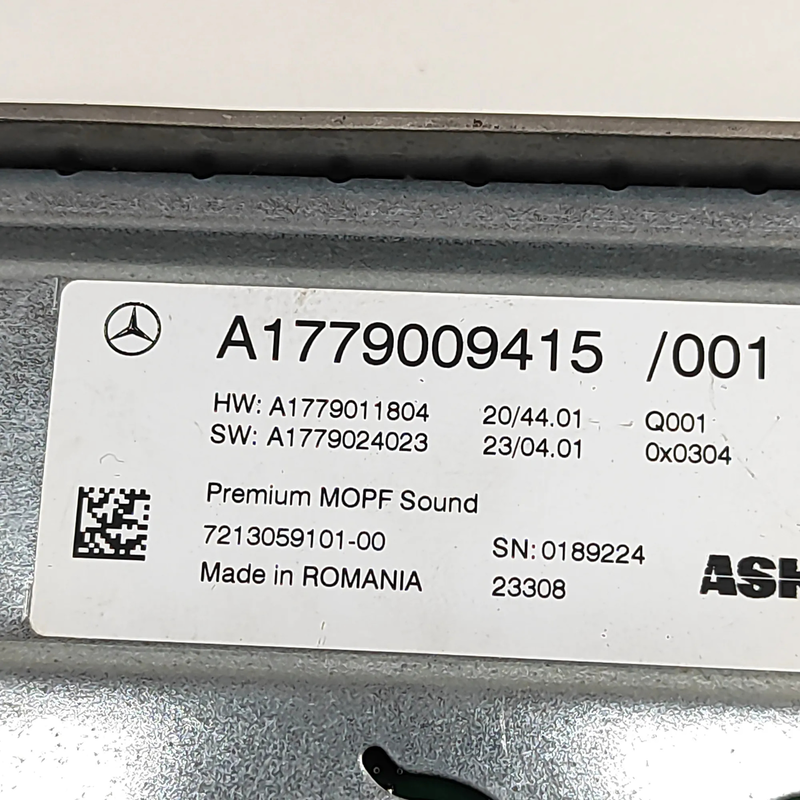 A1779009415 /001
HW: A1779011804 20/44.01 Q001
SW: A1779024023 23/04.01 0x0304
Premium MOPF Sound
7213059101-00 SN: 0189224
Made in ROMANIA 23308